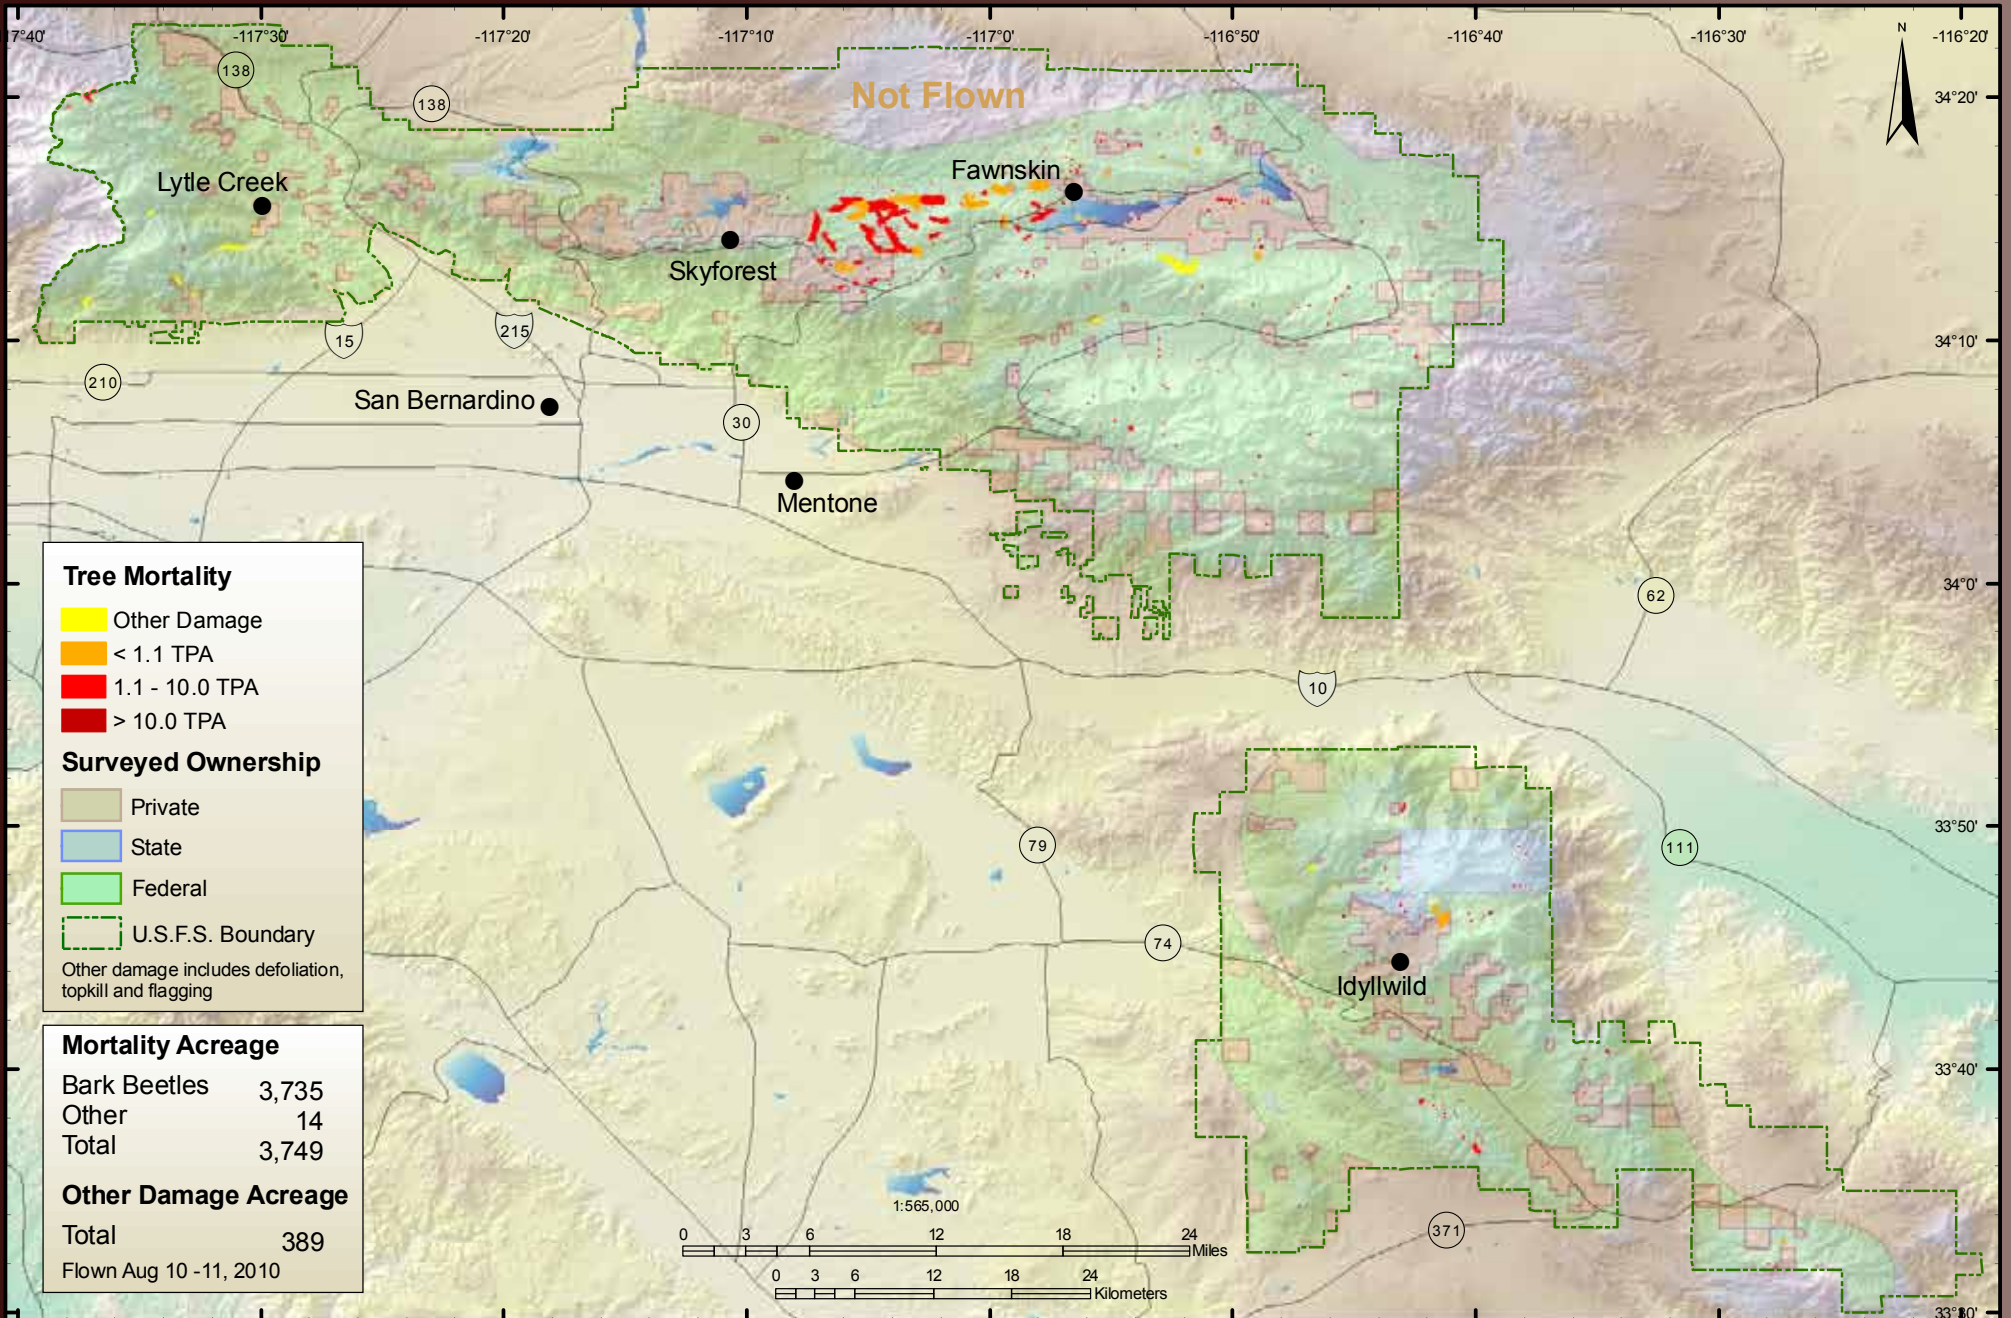 7°40'
-117°30'
-117°20'
-117°10'
-117°0'
-116°50'
-116°40'
-116°30'
-116°20'
N
138
138
Not Flown
34°20'
Fawnskin
Lytle Creek
Skyforest
15
215
34°10'
210
San Bernardino
30
Mentone
34°0'
62
10
33°50'
79
111
74
Idyllwild
33°40'
371
33°30'
Tree Mortality
Other Damage
< 1.1 TPA
1.1 - 10.0 TPA
> 10.0 TPA
Surveyed Ownership
Private
State
Federal
U.S.F.S. Boundary
Other damage includes defoliation,
topkill and flagging
Mortality Acreage
Bark Beetles 3,735
Other 14
Total 3,749
Other Damage Acreage
Total 389
Flown Aug 10 -11, 2010
1:565,000
0 3 6 12 18 24
Miles
0 3 6 12 18 24
Kilometers